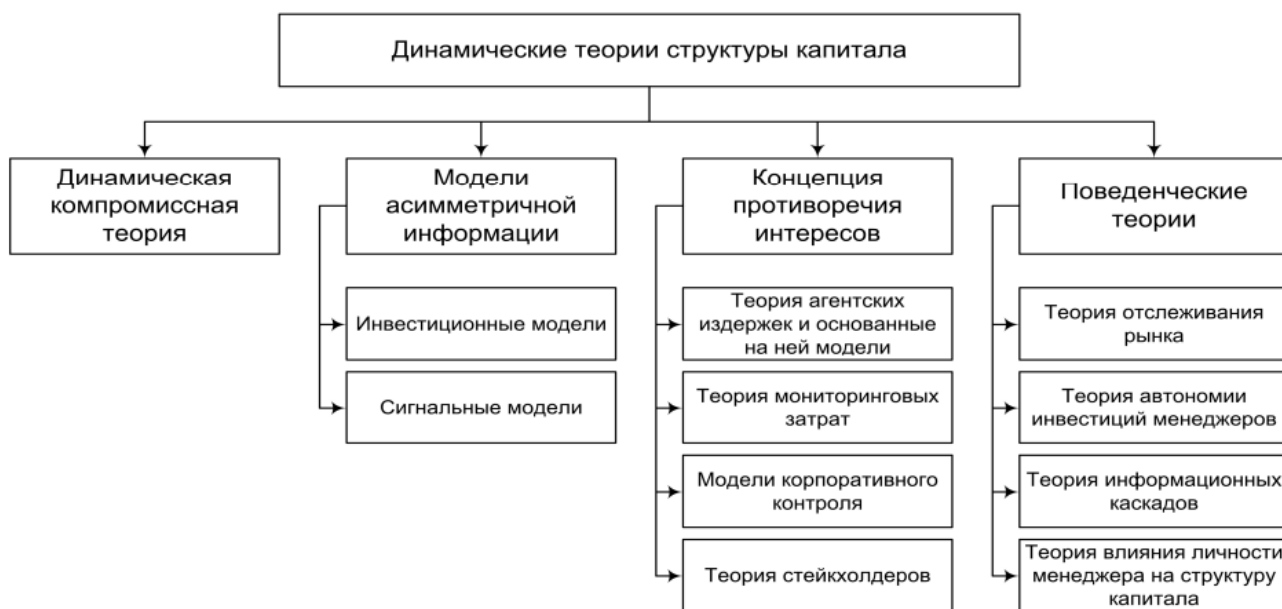 Динамические теории структуры капитала
Динамическая
компромиссная
теория
Модели
асимметричной
информации
Инвестиционные модели
Сигнальные модели
Концепция
противоречия
интересов
Теория агентских
издержек и основанные
на ней модели
Теория мониторинговых
затрат
Модели корпоративного
контроля
Теория стейкхолдеров
Поведенческие
теории
Теория отслеживания
рынка
Теория автономии
инвестиций менеджеров
Теория информационных
каскадов
Теория влияния личности
менеджера на структуру
капитала